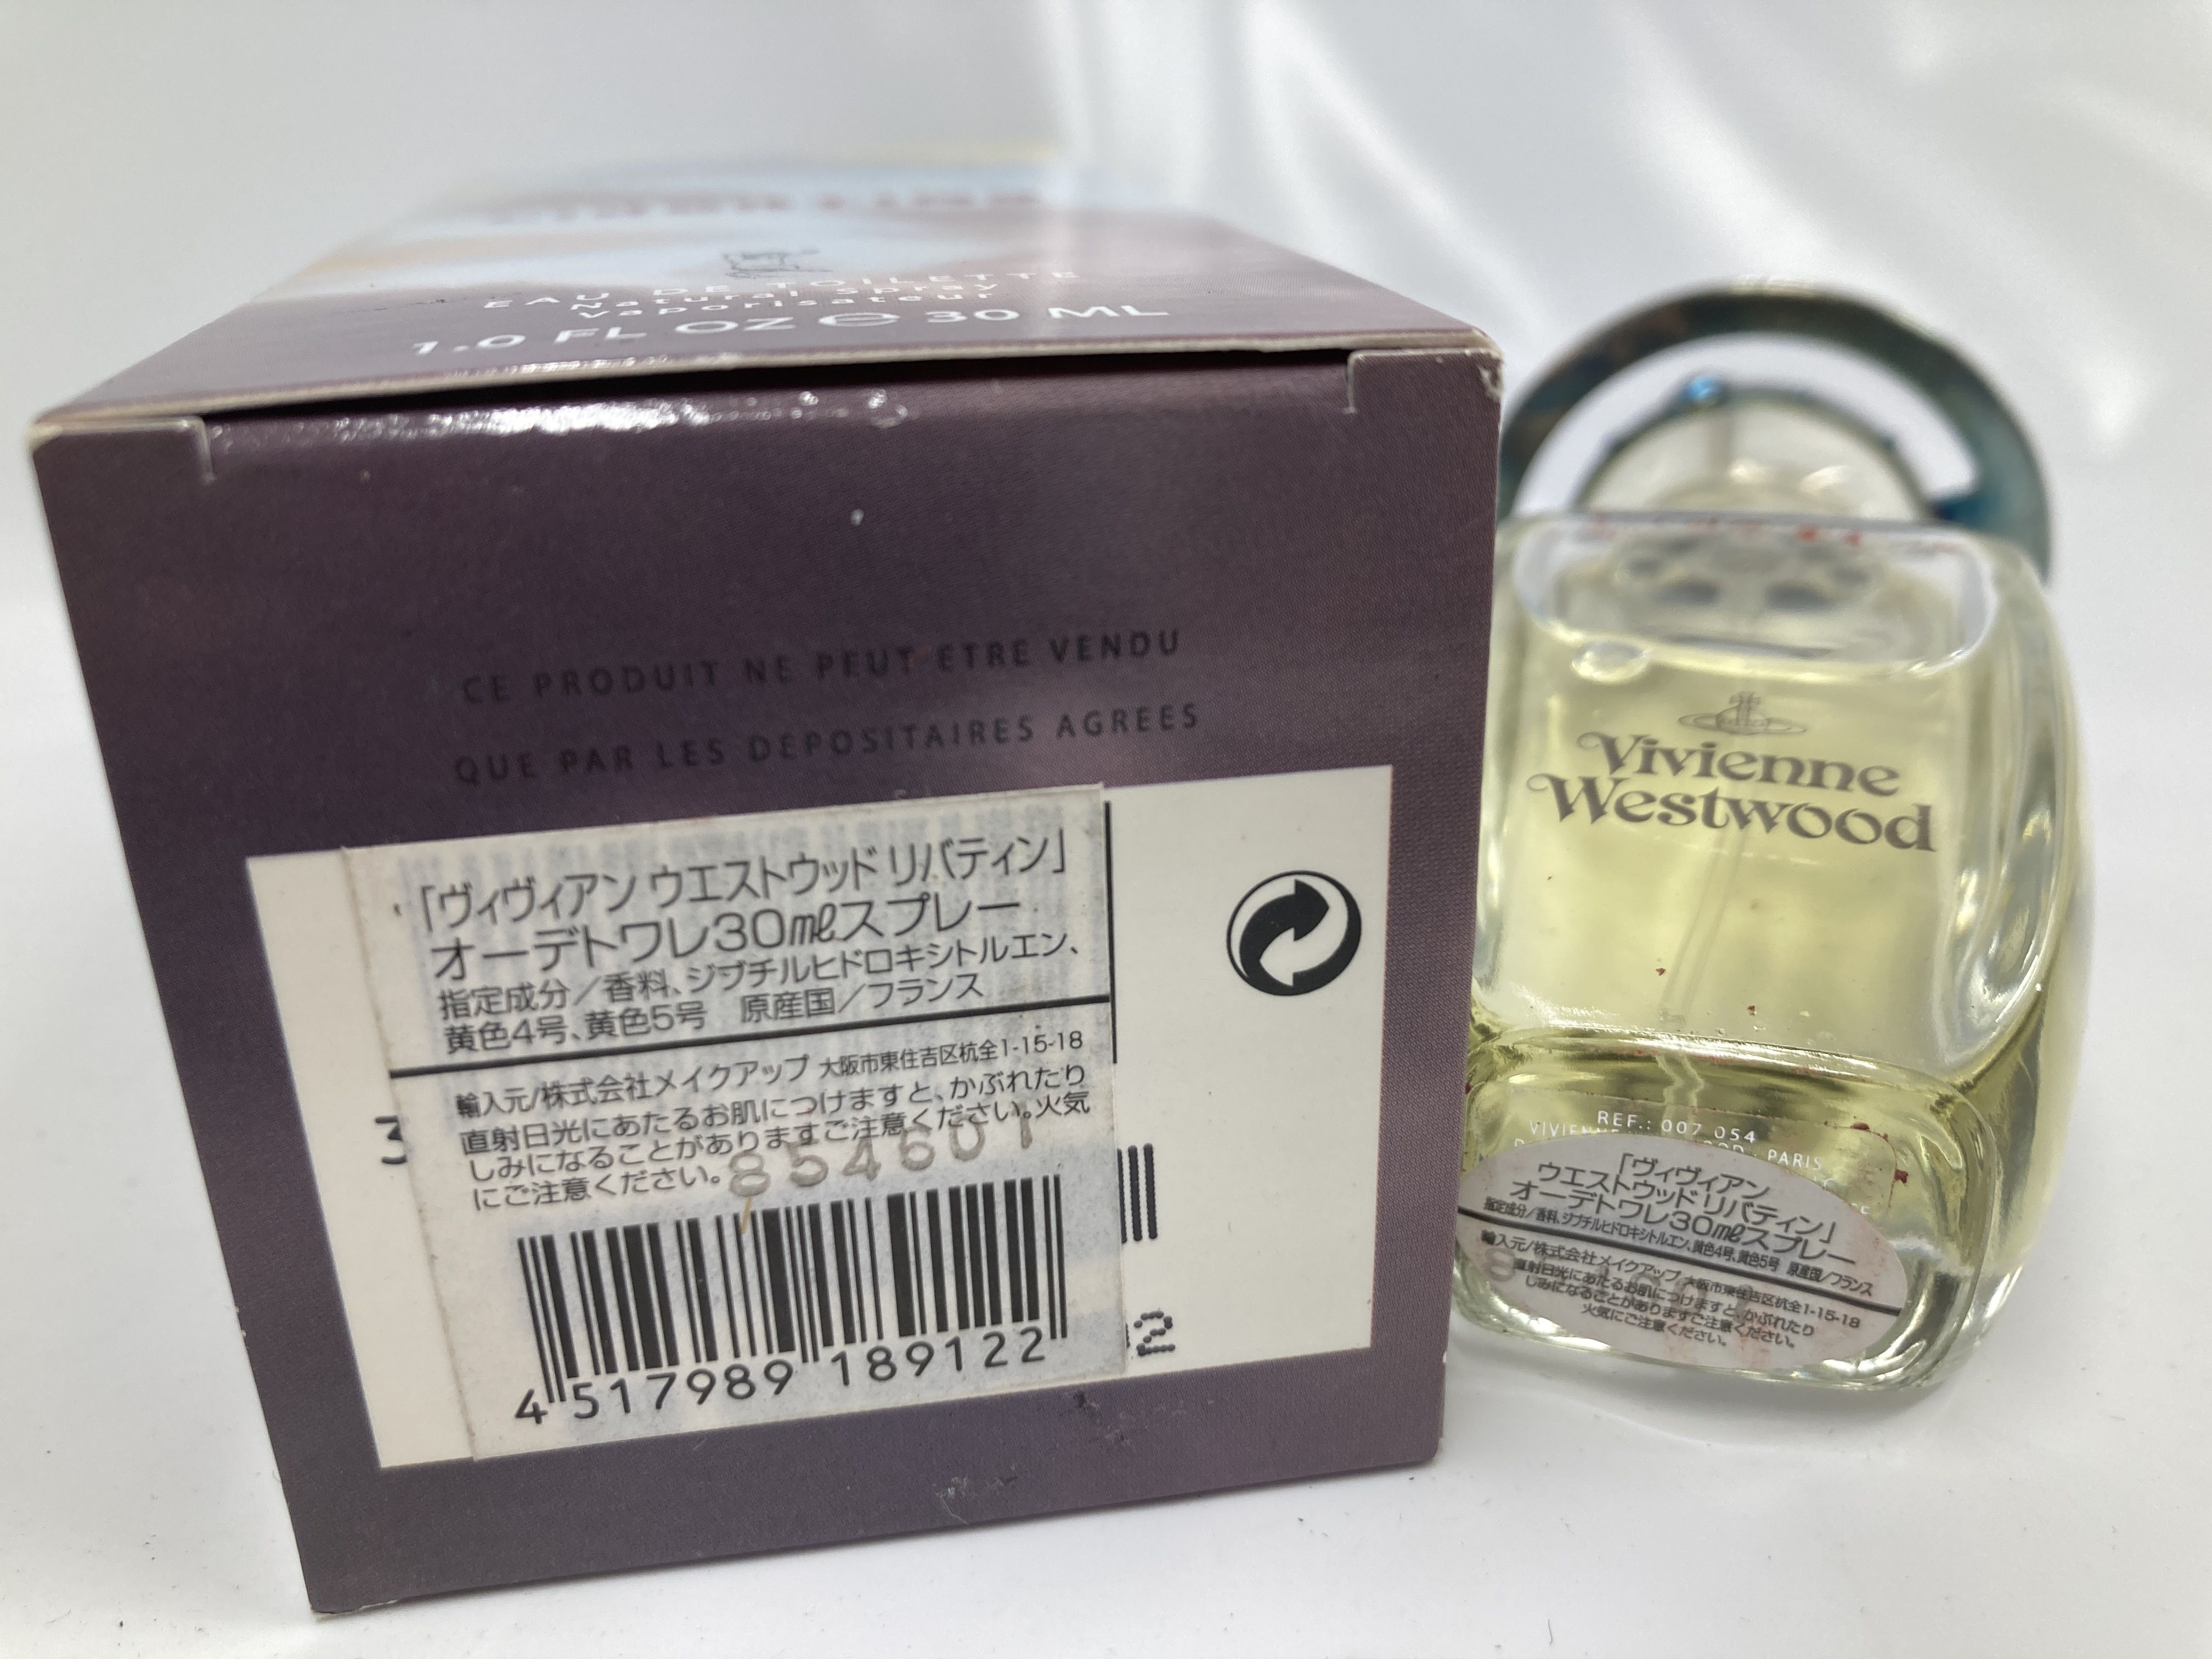 EAU DE TOILETTE
Natural Spray
Vaporisateur
1.0 FL OZ ℮ 30 ML
CE PRODUIT NE PEUT ETRE VENDU
QUE PAR LES DEPOSITAIRES AGREES
「ヴィヴィアン ウエストウッド リバティン」
オーデトワレ30mlスプレー
指定成分/香料、ジブチルヒドロキシトルエン、
黄色4号、黄色5号 原産国/フランス
輸入元/株式会社メイクアップ 大阪市東住吉区杭全1-15-18
直射日光にあたるお肌につけますと、かぶれたり
しみになることがありますご注意ください。火気
にご注意ください。
854601
3
2
4 517989 189122
Vivienne
Westwood
REF.: 007 054
PARIS
「ヴィヴィアン
ウエストウッド リバティン」
オーデトワレ30mlスプレー
指定成分/香料、ジブチルヒドロキシトルエン、黄色4号、黄色5号 原産国/フランス
輸入元/株式会社メイクアップ 大阪市東住吉区杭全1-15-18
直射日光にあたるお肌につけますと、かぶれたり
しみになることがありますご注意ください。
火気にご注意ください。